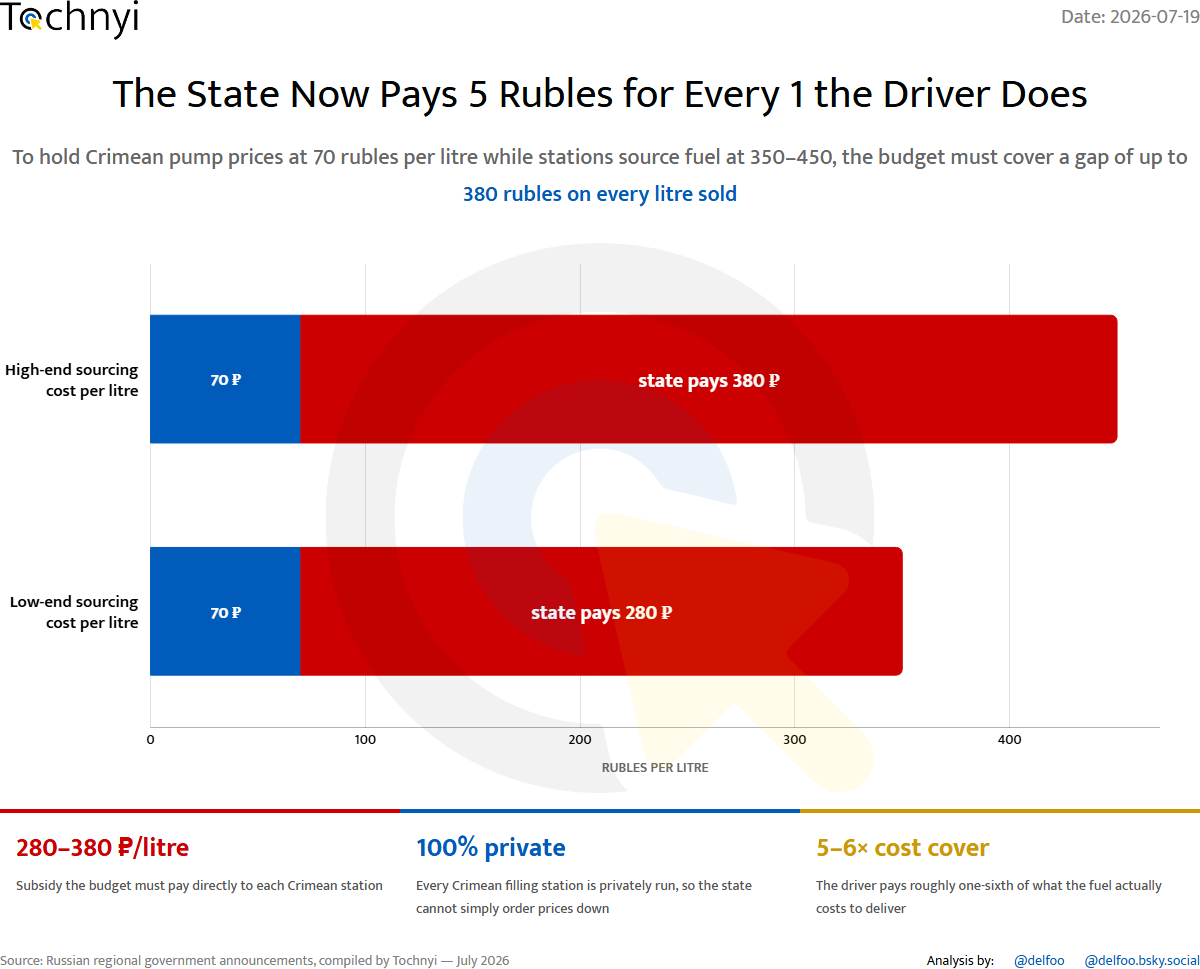 Tochnyi
Date: 2026-07-19
The State Now Pays 5 Rubles for Every 1 the Driver Does
To hold Crimean pump prices at 70 rubles per litre while stations source fuel at 350–450, the budget must cover a gap of up to
380 rubles on every litre sold
High-end sourcing
cost per litre
70 ₽
state pays 380 ₽
Low-end sourcing
cost per litre
70 ₽
state pays 280 ₽
0 100 200 300 400
RUBLES PER LITRE
280–380 ₽/litre
Subsidy the budget must pay directly to each Crimean station
100% private
Every Crimean filling station is privately run, so the state
cannot simply order prices down
5–6× cost cover
The driver pays roughly one-sixth of what the fuel actually
costs to deliver
Source: Russian regional government announcements, compiled by Tochnyi — July 2026
Analysis by: @delfoo @delfoo.bsky.social